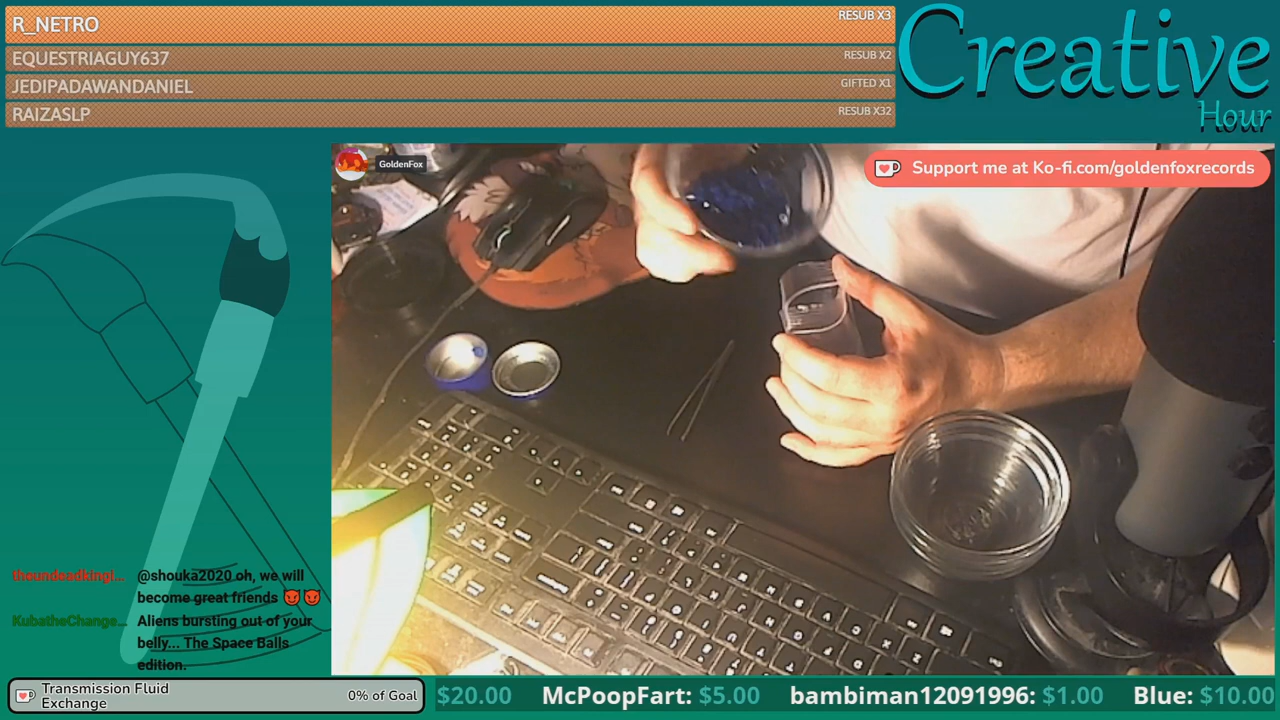 R_NETRO
RESUB X3
EQUESTRIAGUY637
RESUB X2
JEDIPADAWANDANIEL
GIFTED X1
RAIZASLP
RESUB X32
Creative
Hour
GoldenFox
Support me at Ko-fi.com/goldenfoxrecords
theundeadkingl... @shouka2020 oh, we will
become great friends 😈😈
KubatheChange... Aliens bursting out of your
belly... The Space Balls
edition.
Transmission Fluid
Exchange
0% of Goal
$20.00 McPoopFart: $5.00 bambiman12091996: $1.00 Blue: $10.00